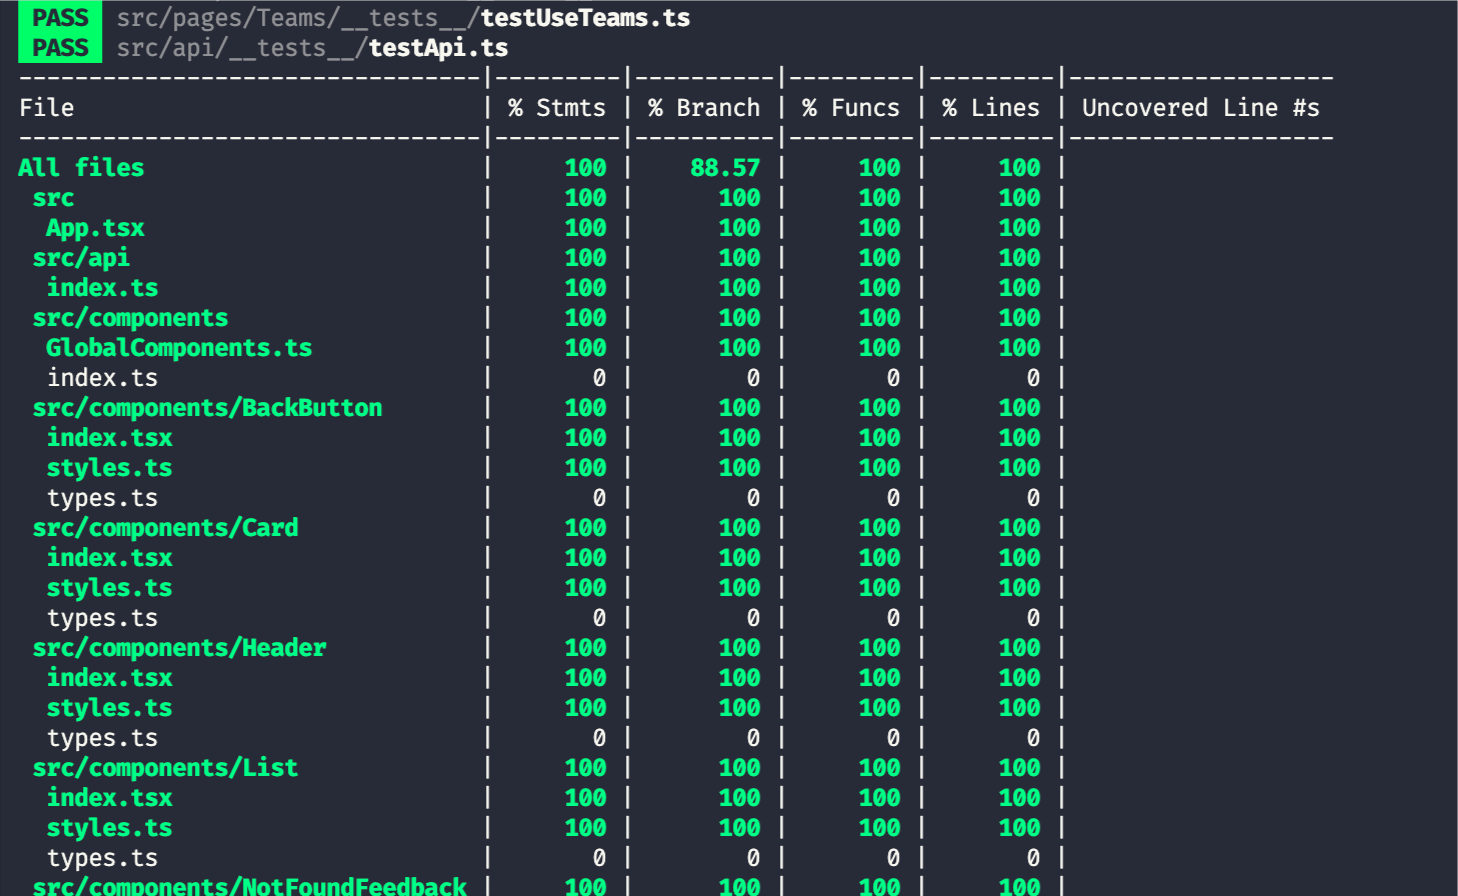 PASS src/pages/Teams/__tests__/testUseTeams.ts
PASS src/api/__tests__/testApi.ts
---------------------------------|---------|----------|---------|---------|-------------------
File | % Stmts | % Branch | % Funcs | % Lines | Uncovered Line #s
---------------------------------|---------|----------|---------|---------|-------------------
All files | 100 | 88.57 | 100 | 100 |
src | 100 | 100 | 100 | 100 |
App.tsx | 100 | 100 | 100 | 100 |
src/api | 100 | 100 | 100 | 100 |
index.ts | 100 | 100 | 100 | 100 |
src/components | 100 | 100 | 100 | 100 |
GlobalComponents.ts | 100 | 100 | 100 | 100 |
index.ts | 0 | 0 | 0 | 0 |
src/components/BackButton | 100 | 100 | 100 | 100 |
index.tsx | 100 | 100 | 100 | 100 |
styles.ts | 100 | 100 | 100 | 100 |
types.ts | 0 | 0 | 0 | 0 |
src/components/Card | 100 | 100 | 100 | 100 |
index.tsx | 100 | 100 | 100 | 100 |
styles.ts | 100 | 100 | 100 | 100 |
types.ts | 0 | 0 | 0 | 0 |
src/components/Header | 100 | 100 | 100 | 100 |
index.tsx | 100 | 100 | 100 | 100 |
styles.ts | 100 | 100 | 100 | 100 |
types.ts | 0 | 0 | 0 | 0 |
src/components/List | 100 | 100 | 100 | 100 |
index.tsx | 100 | 100 | 100 | 100 |
styles.ts | 100 | 100 | 100 | 100 |
types.ts | 0 | 0 | 0 | 0 |
src/components/NotFoundFeedback | 100 | 100 | 100 | 100 |